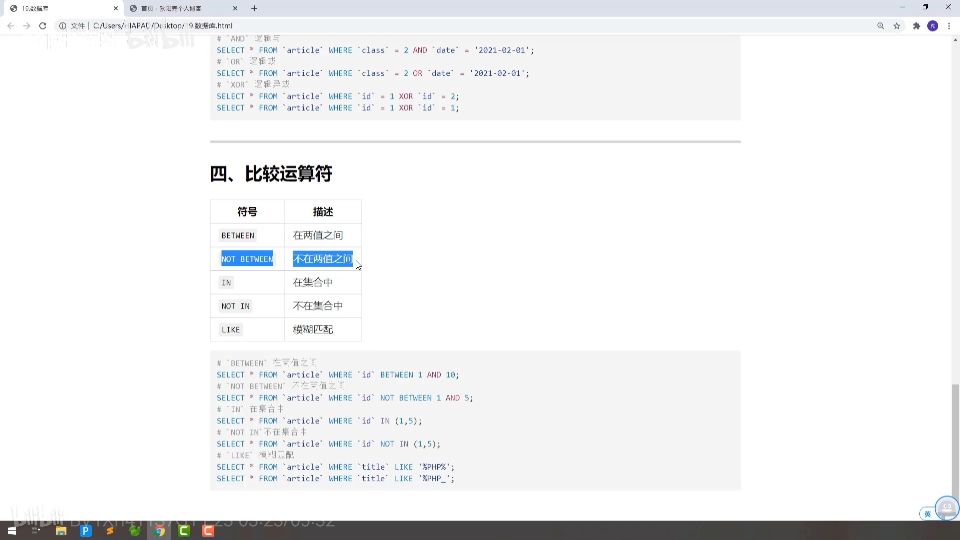 19.数据库
首页 - 狄泪完个人博客
文件 | C:/Users/HIAPAD/Desktop/19.数据库.html
bilibili
# `AND` 逻辑与
SELECT * FROM `article` WHERE `class` = 2 AND `date` = '2021-02-01';
# `OR` 逻辑或
SELECT * FROM `article` WHERE `class` = 2 OR `date` = '2021-02-01';
# `XOR` 逻辑异或
SELECT * FROM `article` WHERE `id` = 1 XOR `id` = 2;
SELECT * FROM `article` WHERE `id` = 1 XOR `id` = 1;
四、比较运算符
符号 描述
BETWEEN 在两值之间
NOT BETWEEN 不在两值之间
IN 在集合中
NOT IN 不在集合中
LIKE 模糊匹配
# `BETWEEN` 在两值之间
SELECT * FROM `article` WHERE `id` BETWEEN 1 AND 10;
# `NOT BETWEEN` 不在两值之间
SELECT * FROM `article` WHERE `id` NOT BETWEEN 1 AND 5;
# `IN` 在集合中
SELECT * FROM `article` WHERE `id` IN (1,5);
# `NOT IN`不在集合中
SELECT * FROM `article` WHERE `id` NOT IN (1,5);
# `LIKE` 模糊匹配
SELECT * FROM `article` WHERE `title` LIKE '%PHP%';
SELECT * FROM `article` WHERE `title` LIKE '%PHP_';
bilibili
英